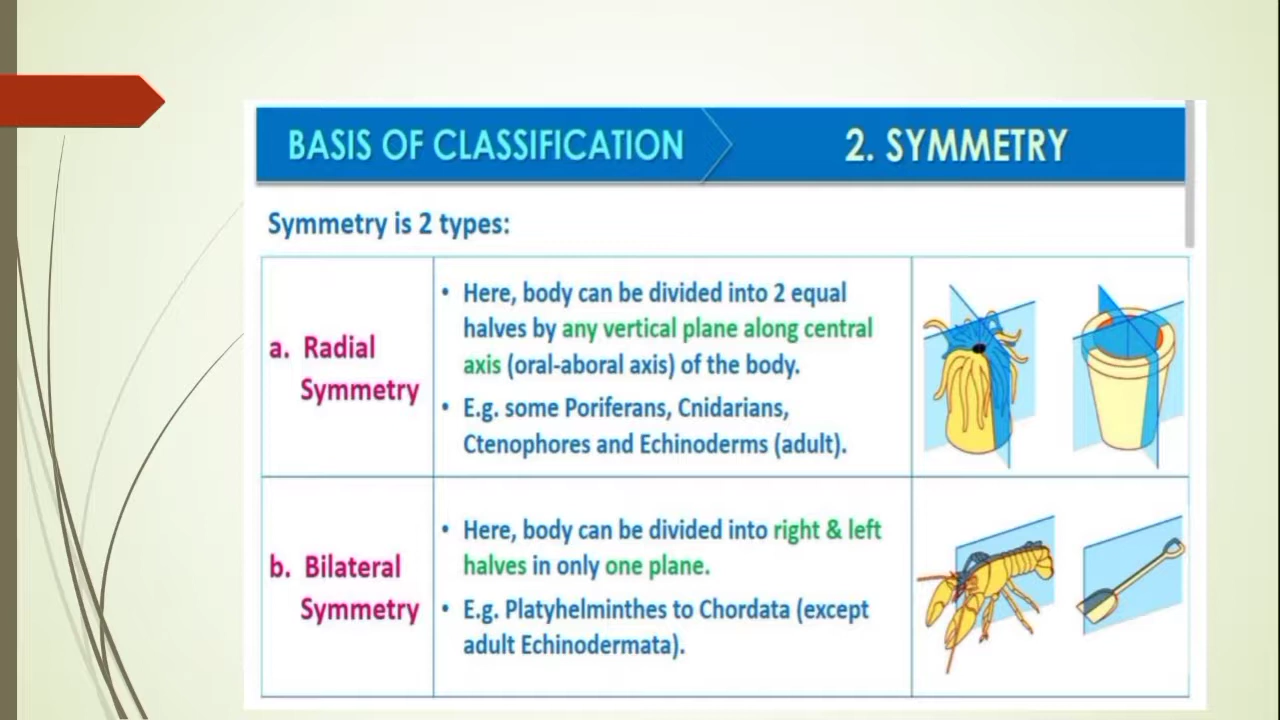 BASIS OF CLASSIFICATION
2. SYMMETRY
Symmetry is 2 types:
a. Radial
Symmetry
• Here, body can be divided into 2 equal
halves by any vertical plane along central
axis (oral-aboral axis) of the body.
• E.g. some Poriferans, Cnidarians,
Ctenophores and Echinoderms (adult).
b. Bilateral
Symmetry
• Here, body can be divided into right & left
halves in only one plane.
• E.g. Platyhelminthes to Chordata (except
adult Echinodermata).